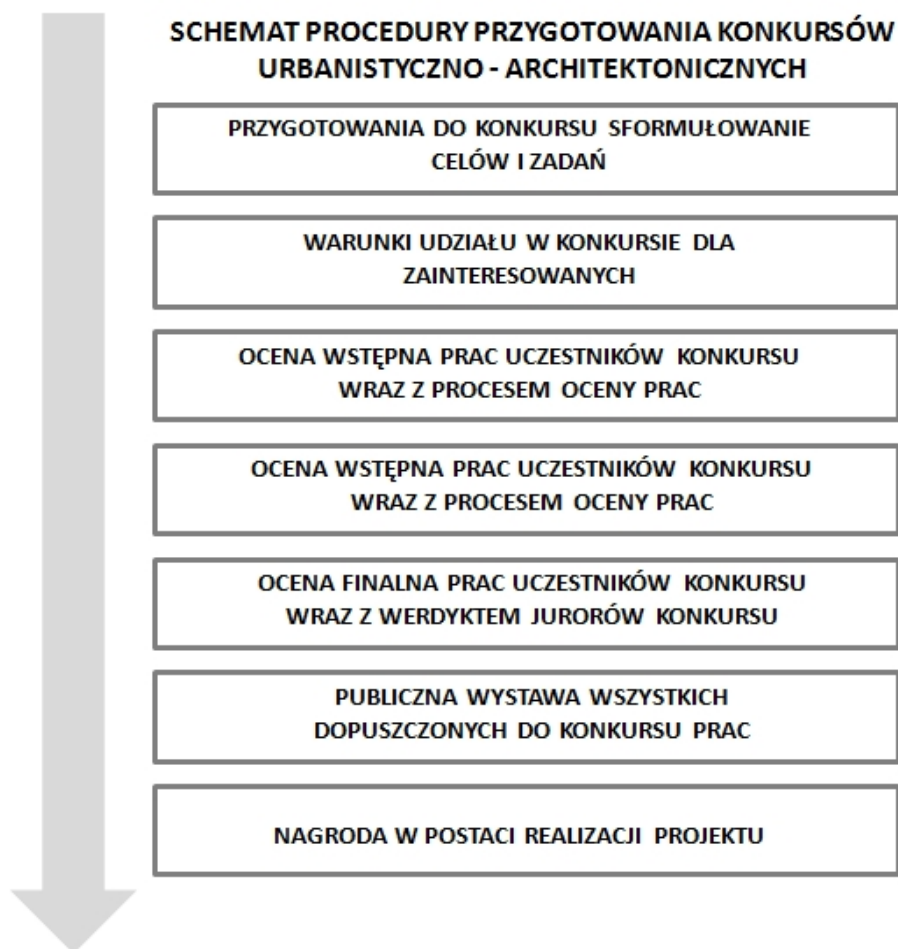 SCHEMAT PROCEDURY PRZYGOTOWANIA KONKURSÓW
URBANISTYCZNO - ARCHITEKTONICZNYCH
PRZYGOTOWANIA DO KONKURSU SFORMUŁOWANIE
CELÓW I ZADAŃ
WARUNKI UDZIAŁU W KONKURSIE DLA
ZAINTERESOWANYCH
OCENA WSTĘPNA PRAC UCZESTNIKÓW KONKURSU
WRAZ Z PROCESEM OCENY PRAC
OCENA WSTĘPNA PRAC UCZESTNIKÓW KONKURSU
WRAZ Z PROCESEM OCENY PRAC
OCENA FINALNA PRAC UCZESTNIKÓW KONKURSU
WRAZ Z WERDYKTEM JURORÓW KONKURSU
PUBLICZNA WYSTAWA WSZYSTKICH
DOPUSZCZONYCH DO KONKURSU PRAC
NAGRODA W POSTACI REALIZACJI PROJEKTU